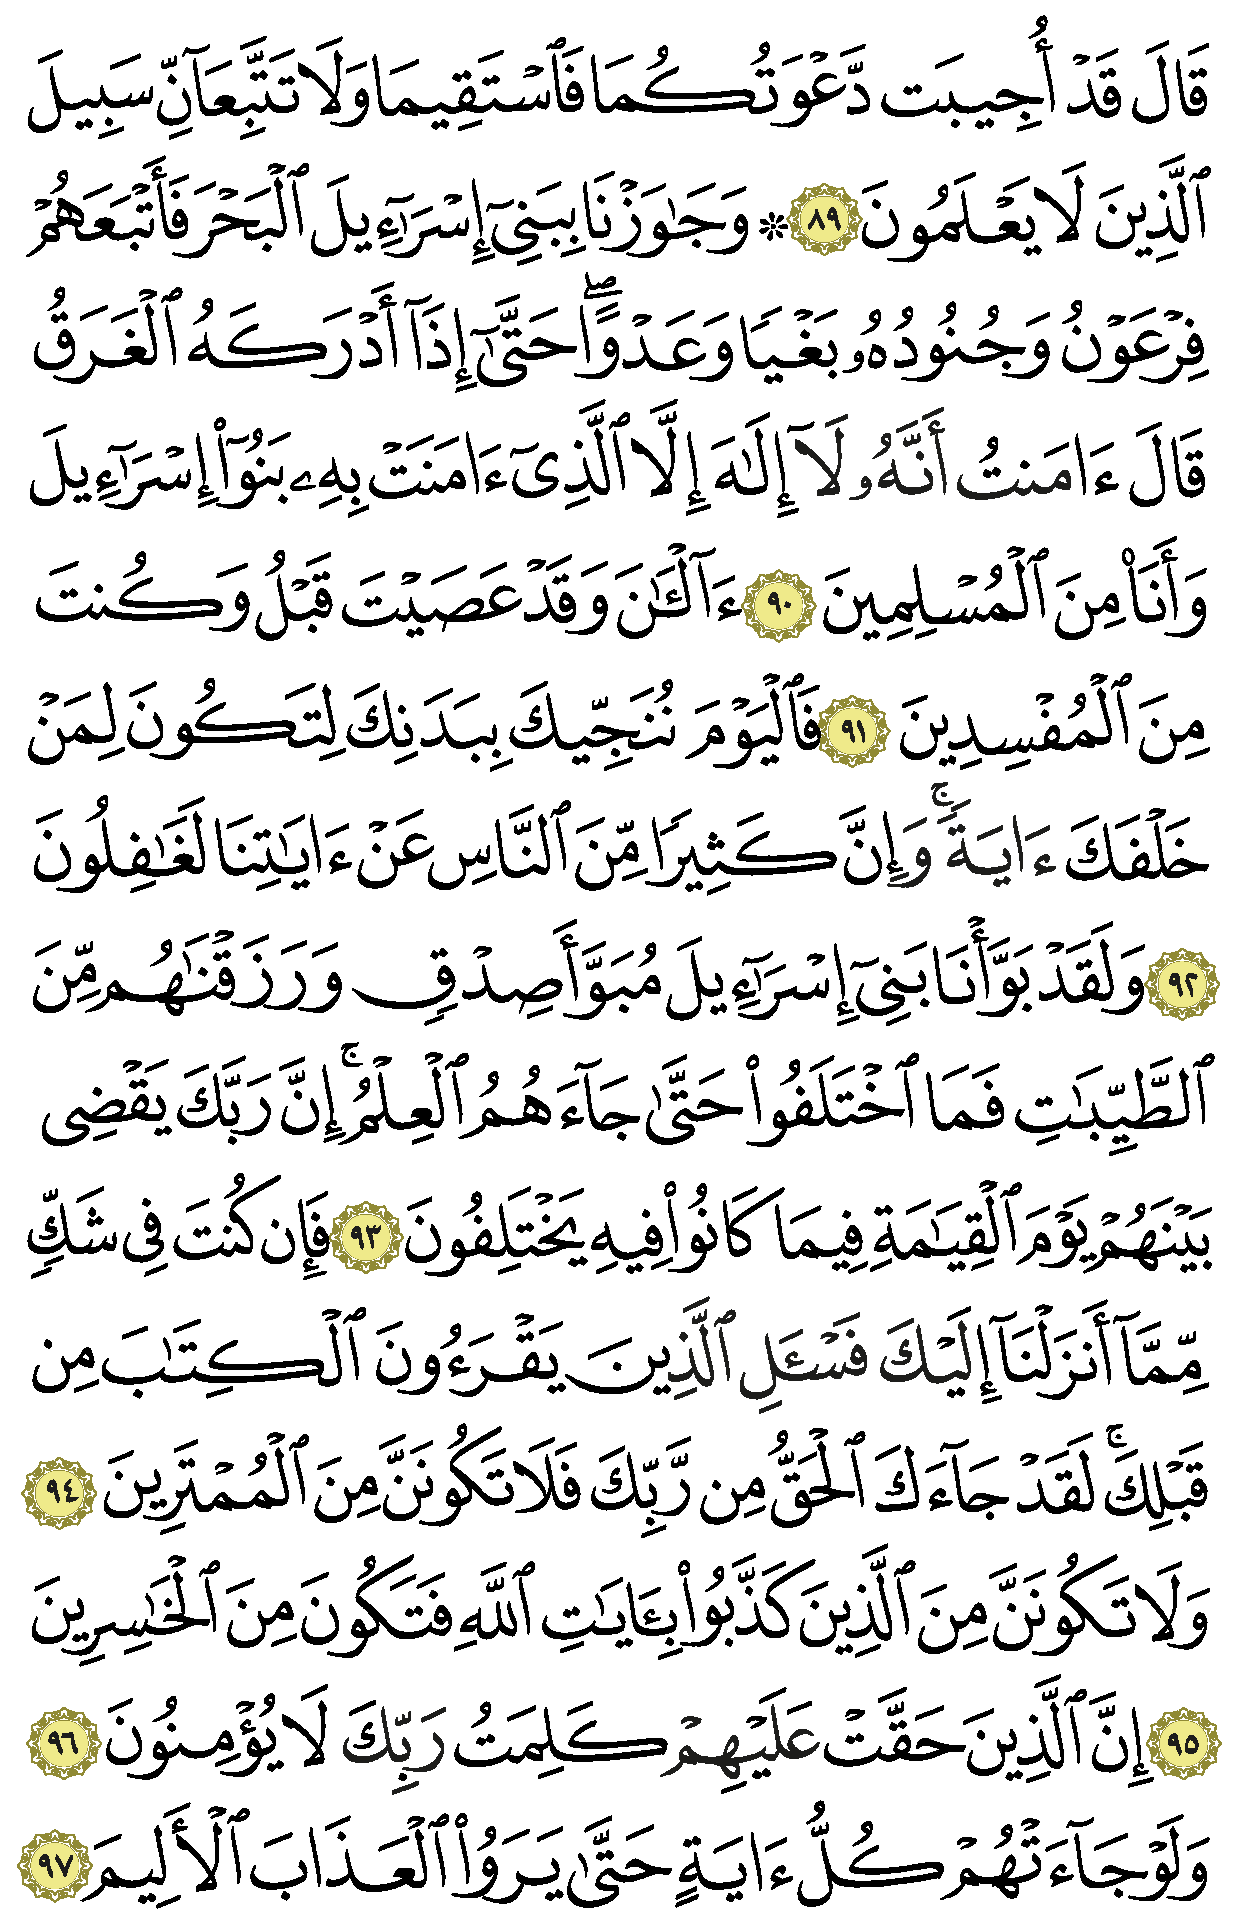 قَالَ قَدْ أُجِيبَت دَّعْوَتُكُمَا فَٱسْتَقِيمَا وَلَا تَتَّبِعَآنِّ سَبِيلَ
ٱلَّذِينَ لَا يَعْلَمُونَ ٨٩ ۞ وَجَٰوَزْنَا بِبَنِىٓ إِسْرَٰٓءِيلَ ٱلْبَحْرَ فَأَتْبَعَهُمْ
فِرْعَوْنُ وَجُنُودُهُۥ بَغْيًا وَعَدْوًاۖ حَتَّىٰٓ إِذَآ أَدْرَكَهُ ٱلْغَرَقُ
قَالَ ءَامَنتُ أَنَّهُۥ لَآ إِلَٰهَ إِلَّا ٱلَّذِىٓ ءَامَنَتْ بِهِۦ بَنُوٓا۟ إِسْرَٰٓءِيلَ
وَأَنَا۠ مِنَ ٱلْمُسْلِمِينَ ٩٠ ءَآلْـَٰٔنَ وَقَدْ عَصَيْتَ قَبْلُ وَكُنتَ
مِنَ ٱلْمُفْسِدِينَ ٩١ فَٱلْيَوْمَ نُنَجِّيكَ بِبَدَنِكَ لِتَكُونَ لِمَنْ
خَلْفَكَ ءَايَةًۚ وَإِنَّ كَثِيرًا مِّنَ ٱلنَّاسِ عَنْ ءَايَٰتِنَا لَغَٰفِلُونَ
٩٢ وَلَقَدْ بَوَّأْنَا بَنِىٓ إِسْرَٰٓءِيلَ مُبَوَّأَ صِدْقٍ وَرَزَقْنَٰهُم مِّنَ
ٱلطَّيِّبَٰتِ فَمَا ٱخْتَلَفُوا۟ حَتَّىٰ جَآءَهُمُ ٱلْعِلْمُۚ إِنَّ رَبَّكَ يَقْضِى
بَيْنَهُمْ يَوْمَ ٱلْقِيَٰمَةِ فِيمَا كَانُوا۟ فِيهِ يَخْتَلِفُونَ ٩٣ فَإِن كُنتَ فِى شَكٍّ
مِّمَّآ أَنزَلْنَآ إِلَيْكَ فَسْـَٔلِ ٱلَّذِينَ يَقْرَءُونَ ٱلْكِتَٰبَ مِن
قَبْلِكَۚ لَقَدْ جَآءَكَ ٱلْحَقُّ مِن رَّبِّكَ فَلَا تَكُونَنَّ مِنَ ٱلْمُمْتَرِينَ ٩٤
وَلَا تَكُونَنَّ مِنَ ٱلَّذِينَ كَذَّبُوا۟ بِـَٔايَٰتِ ٱللَّهِ فَتَكُونَ مِنَ ٱلْخَٰسِرِينَ
٩٥ إِنَّ ٱلَّذِينَ حَقَّتْ عَلَيْهِمْ كَلِمَتُ رَبِّكَ لَا يُؤْمِنُونَ ٩٦
وَلَوْ جَآءَتْهُمْ كُلُّ ءَايَةٍ حَتَّىٰ يَرَوُا۟ ٱلْعَذَابَ ٱلْأَلِيمَ ٩٧